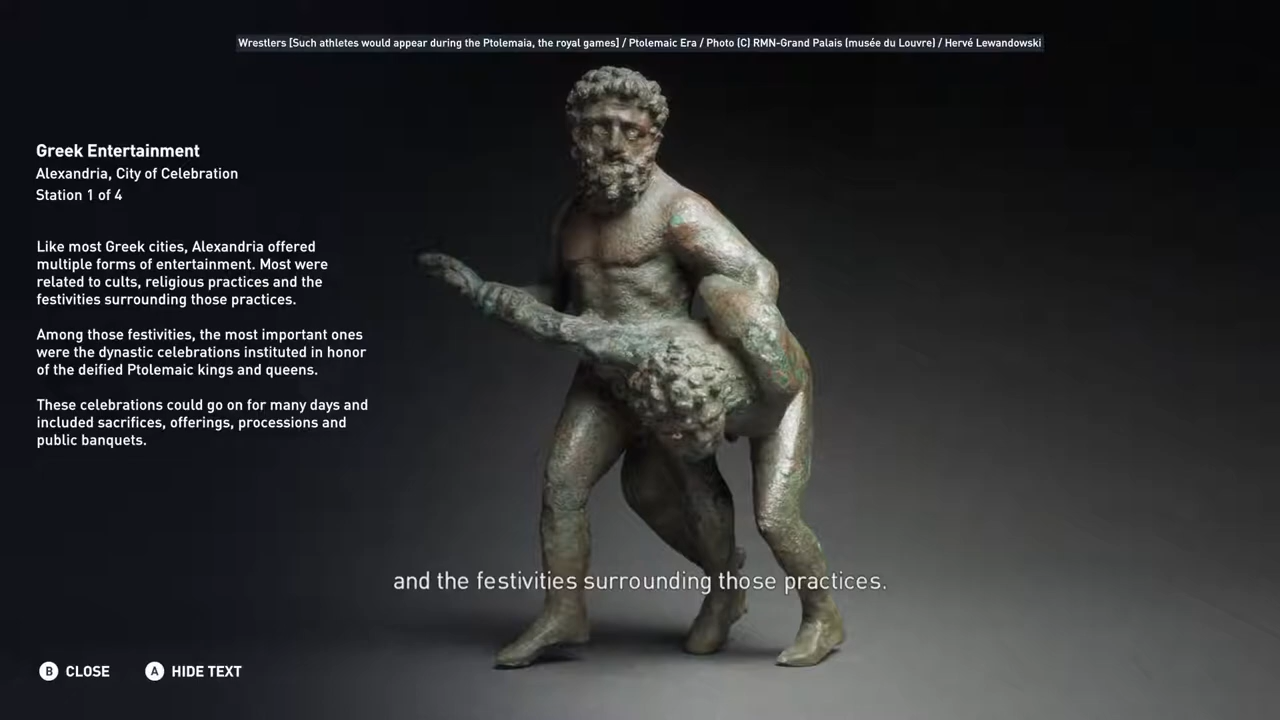 Wrestlers [Such athletes would appear during the Ptolemaia, the royal games] / Ptolemaic Era / Photo (C) RMN-Grand Palais (musée du Louvre) / Hervé Lewandowski
Greek Entertainment
Alexandria, City of Celebration
Station 1 of 4
Like most Greek cities, Alexandria offered
multiple forms of entertainment. Most were
related to cults, religious practices and the
festivities surrounding those practices.
Among those festivities, the most important ones
were the dynastic celebrations instituted in honor
of the deified Ptolemaic kings and queens.
These celebrations could go on for many days and
included sacrifices, offerings, processions and
public banquets.
and the festivities surrounding those practices.
B CLOSE A HIDE TEXT